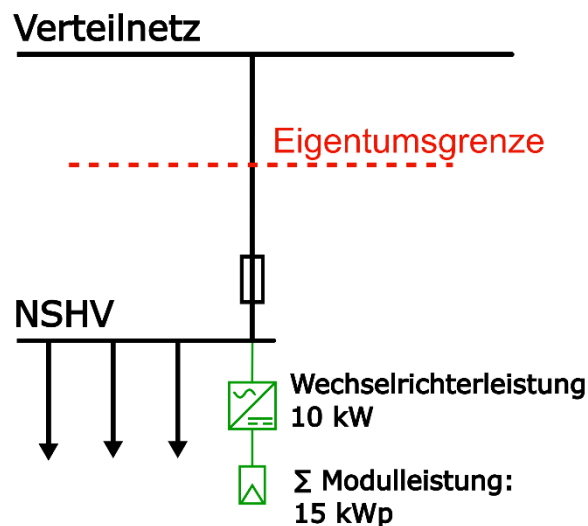 Verteilnetz
Eigentumsgrenze
NSHV
Wechselrichterleistung
10 kW
Σ Modulleistung:
15 kWp